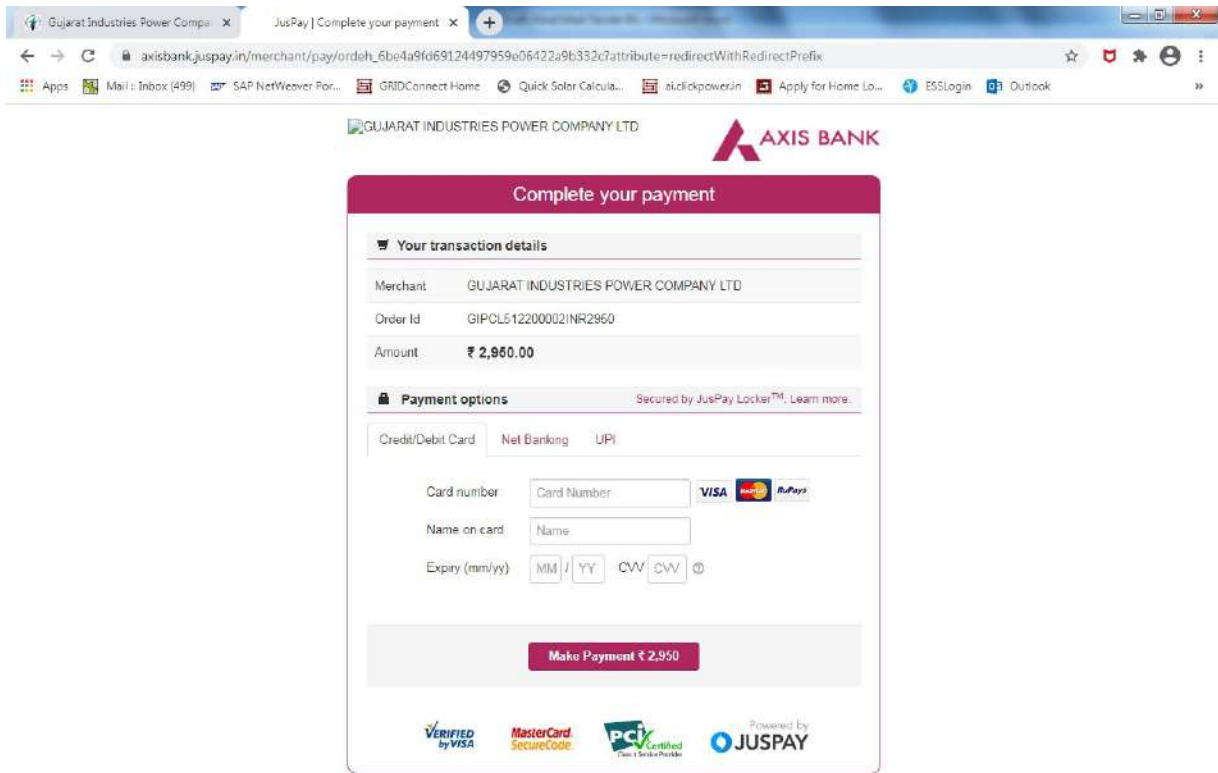 Gujarat Industries Power Compa
JusPay | Complete your payment
axisbank.juspay.in/merchant/pay/ordeh_6be4a9fd69124497959e06422a9b332c?attribute=redirectWithRedirectPrefix
Apps Mail :: Inbox (499) SAP NetWeaver Por... GRIDConnect Home Quick Solar Calcula... ai.clickpower.in Apply for Home Lo... ESSLogin Outlook »
GUJARAT INDUSTRIES POWER COMPANY LTD
AXIS BANK
Complete your payment
Your transaction details
Merchant GUJARAT INDUSTRIES POWER COMPANY LTD
Order Id GIPCL512200002INR2950
Amount ₹ 2,950.00
Payment options Secured by JusPay Locker™. Learn more.
Credit/Debit Card Net Banking UPI
Card number Card Number VISA MasterCard RuPay
Name on card Name
Expiry (mm/yy) MM / YY CVV CVV
Make Payment ₹ 2,950
VERIFIED by VISA
MasterCard. SecureCode.
PCI Certified
Powered by JUSPAY